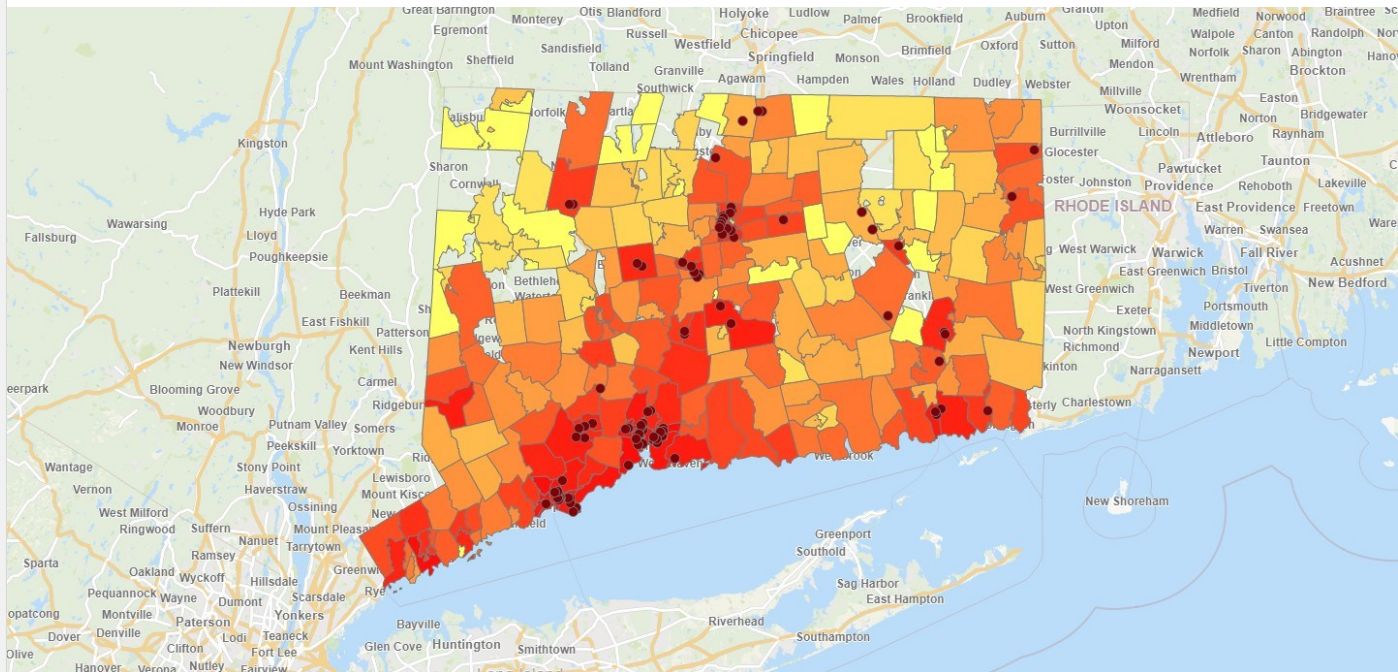 Great Barrington
Monterey
Otis
Blandford
Holyoke
Ludlow
Palmer
Brookfield
Auburn
Grafton
Upton
Medfield
Norwood
Braintree
Egremont
Russell
Chicopee
Milford
Walpole
Canton
Randolph
Sandisfield
Westfield
Springfield
Brimfield
Oxford
Sutton
Norfolk
Sharon
Abington
Mendon
Mount Washington
Sheffield
Tolland
Granville
Monson
Wrentham
Brockton
Southwick
Agawam
Hampden
Wales
Holland
Dudley
Webster
Millville
Woonsocket
Easton
Norton
Bridgewater
Burrillville
Lincoln
Attleboro
Raynham
Kingston
Sharon
Cornwall
Glocester
Pawtucket
Taunton
Foster
Johnston
Providence
Rehoboth
Lakeville
Hyde Park
RHODE ISLAND
East Providence
Freetown
Wawarsing
Warren
Swansea
Fallsburg
Lloyd
West Warwick
Warwick
Fall River
Poughkeepsie
East Greenwich
Bristol
Acushnet
Plattekill
Beekman
West Greenwich
Tiverton
New Bedford
Exeter
Portsmouth
East Fishkill
Patterson
North Kingstown
Middletown
Newburgh
Kent Hills
Richmond
Little Compton
New Windsor
Newport
Narragansett
Blooming Grove
Carmel
Woodbury
Ridgebury
Charlestown
Monroe
Putnam Valley
Somers
Peekskill
Yorktown
Wantage
Stony Point
Lewisboro
Vernon
Haverstraw
Mount Kisco
West Milford
Ossining
New Shoreham
Ringwood
Suffern
Mount Pleasant
Nanuet
Tarrytown
Ramsey
Greenport
Sparta
Oakland
Wyckoff
Southold
Hillsdale
Rye
Pequannock
Wayne
Dumont
Scarsdale
Sag Harbor
Montville
Paterson
Yonkers
East Hampton
Dover
Denville
Lodi
Teaneck
Bayville
Riverhead
Clifton
Fort Lee
Glen Cove
Huntington
Smithtown
Southampton
Hanover
Verona
Nutley
Fairview
Long Island